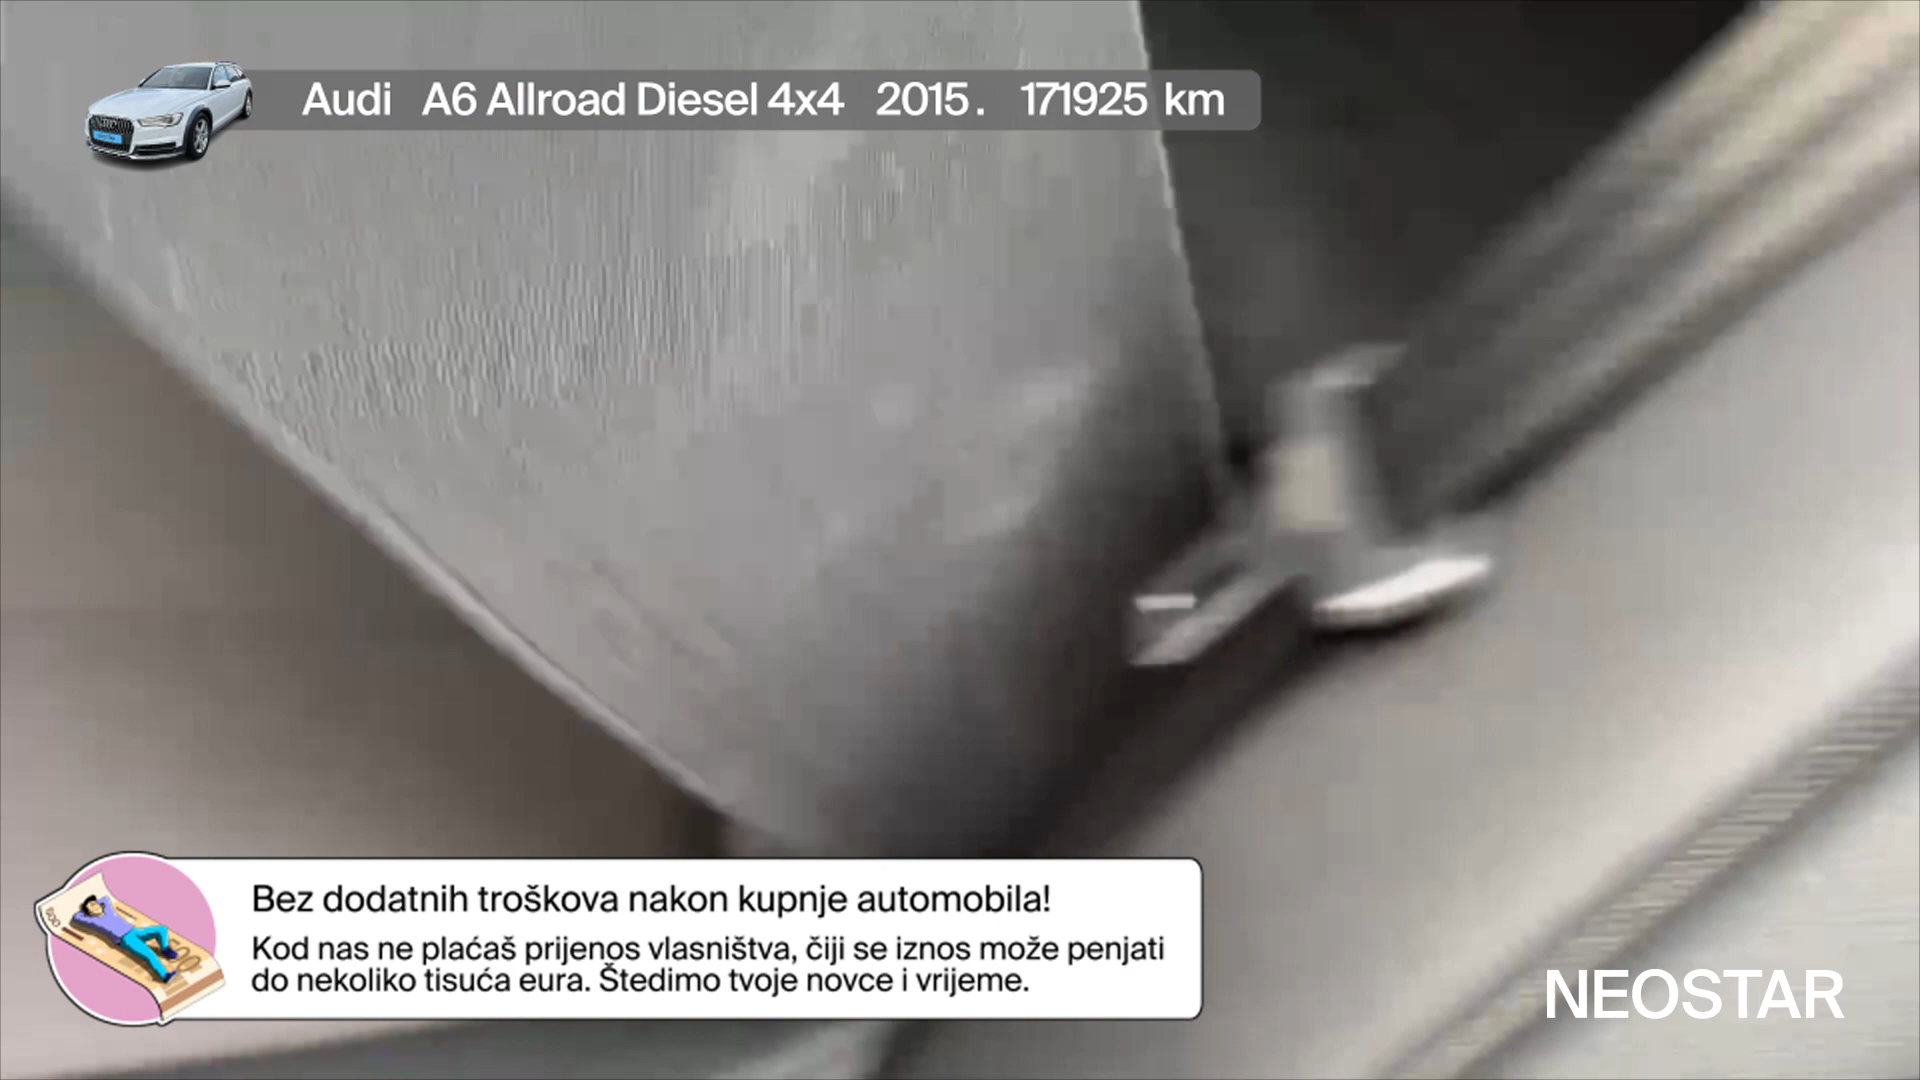 Audi A6 Allroad Diesel 4x4 2015. 171925 km
Bez dodatnih troškova nakon kupnje automobila!
Kod nas ne plaćaš prijenos vlasništva, čiji se iznos može penjati
do nekoliko tisuća eura. Štedimo tvoje novce i vrijeme.
NEOSTAR